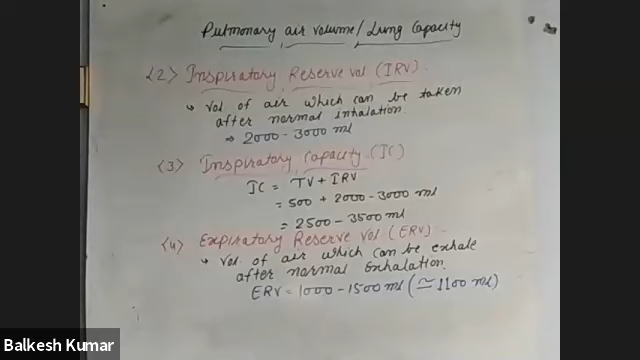 Pulmonary air volume/Lung Capacity
(2) Inspiratory Reserve vol (IRV).
Vol of air which can be taken
after normal inhalation.
⇒ 2000 - 3000 ml
(3) Inspiratory Capacity (IC)
IC = TV + IRV
= 500 + 2000 - 3000 ml
= 2500 - 3500 ml
(4) Expiratory Reserve Vol (ERV)
Vol. of air which can be exhale
after normal Exhalation.
ERV = 1000 - 1500 ml (≅ 1100 ml)
Balkesh Kumar